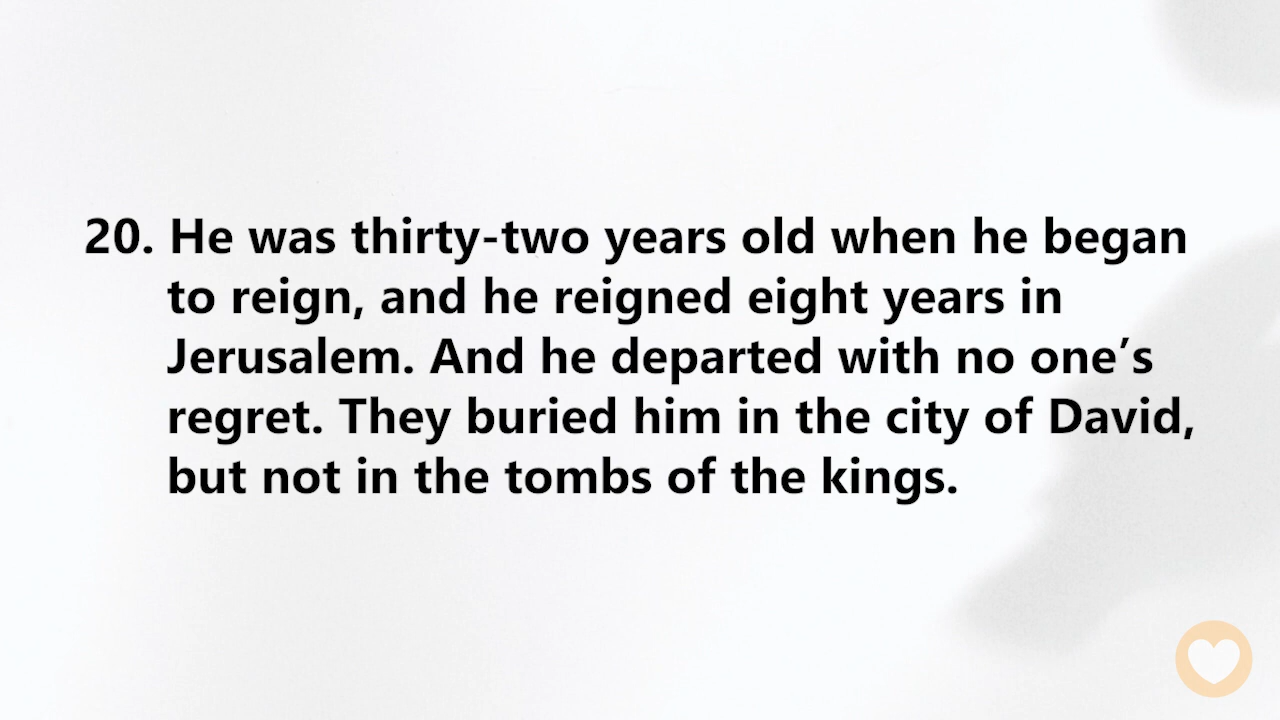 20. He was thirty-two years old when he began
to reign, and he reigned eight years in
Jerusalem. And he departed with no one’s
regret. They buried him in the city of David,
but not in the tombs of the kings.